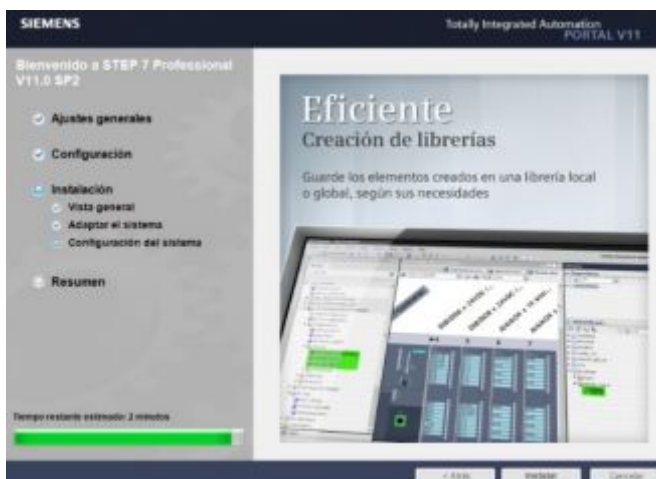 SIEMENS
Totally Integrated Automation
PORTAL V11
Bienvenido a STEP 7 Professional
V11.0 SP2
Ajustes generales
Configuración
Instalación
Vista general
Adaptar el sistema
Configuración del sistema
Resumen
Tiempo restante estimado: 2 minutos
Eficiente
Creación de librerías
Guarde los elementos creados en una librería local
o global, según sus necesidades
< Atrás
Instalar
Cancelar